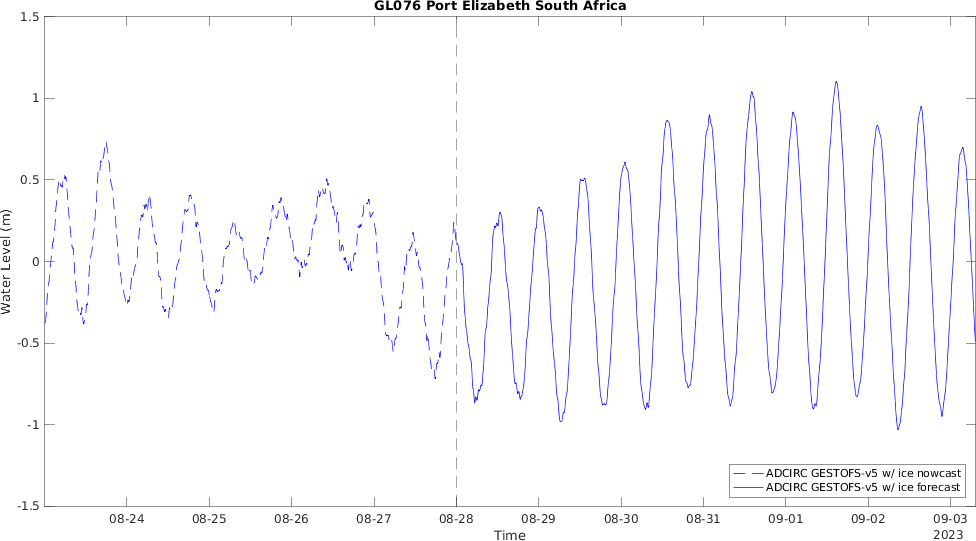 GL076 Port Elizabeth South Africa
1.5
1
0.5
0
-0.5
-1
-1.5
Water Level (m)
ADCIRC GESTOFS-v5 w/ ice nowcast
ADCIRC GESTOFS-v5 w/ ice forecast
08-24 08-25 08-26 08-27 08-28 08-29 08-30 08-31 09-01 09-02 09-03
2023
Time